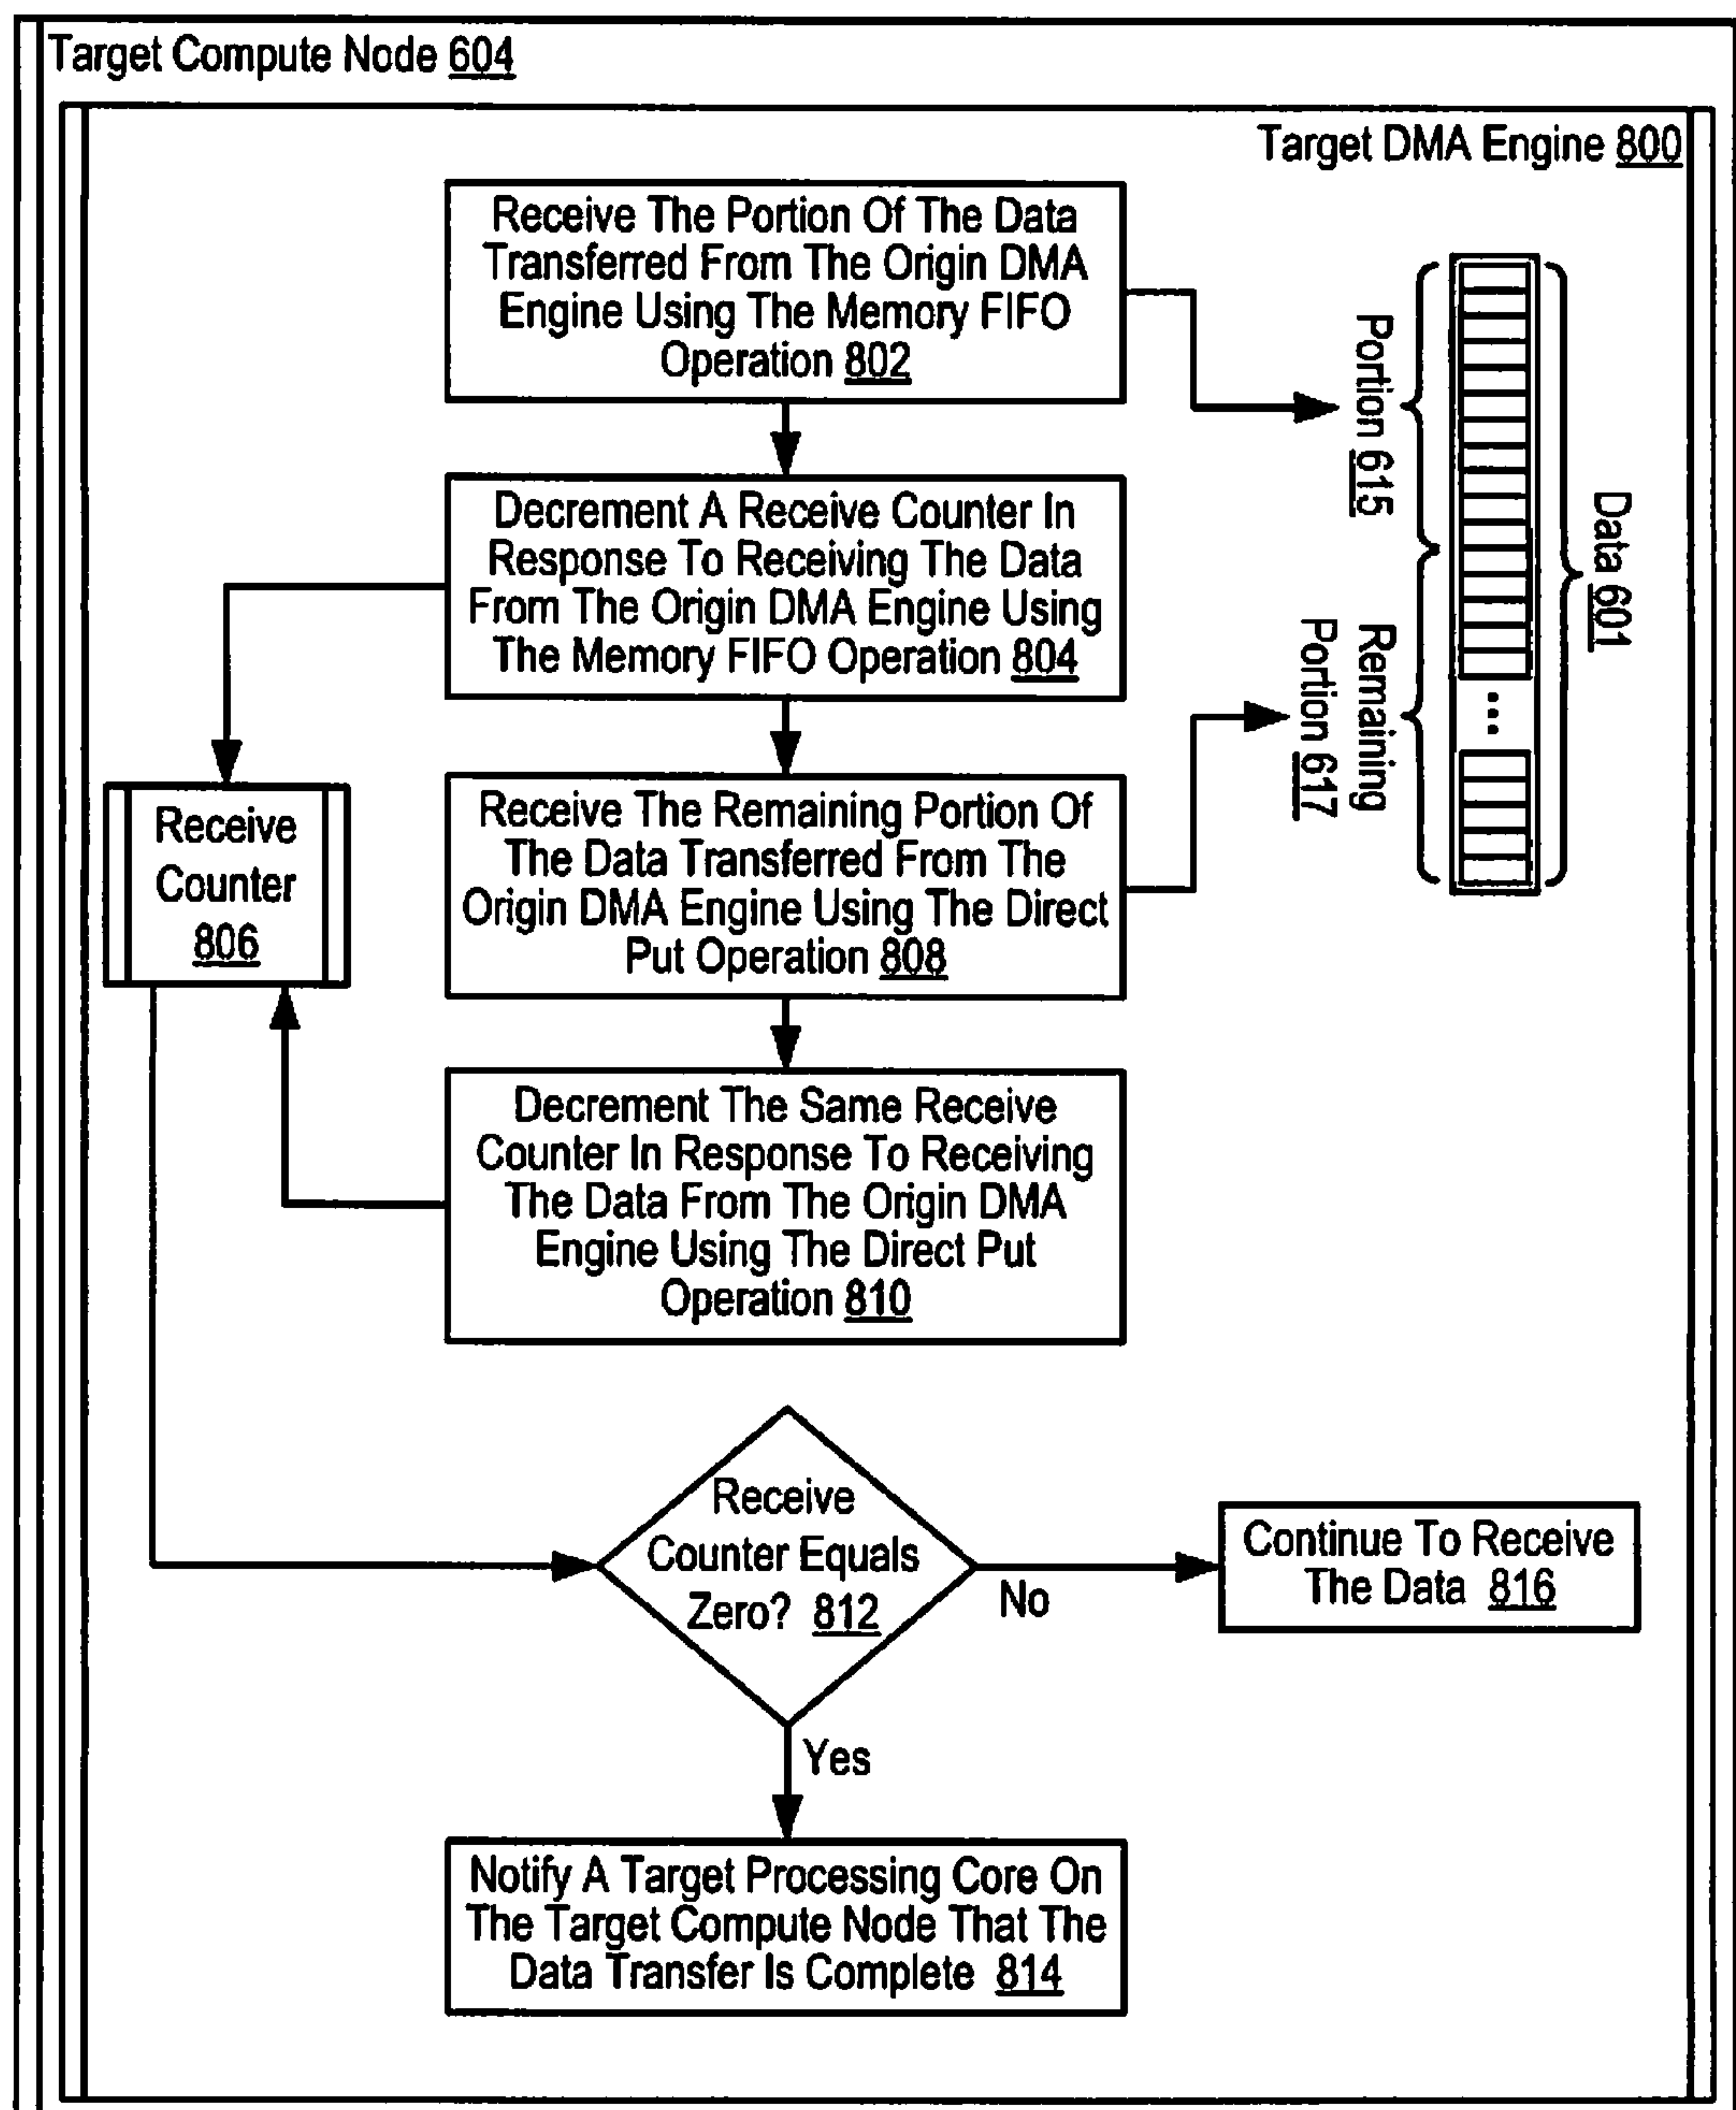 Target Compute Node 604
Target DMA Engine 800
Receive The Portion Of The Data
Transferred From The Origin DMA
Engine Using The Memory FIFO
Operation 802
Portion 615
Data 601
Decrement A Receive Counter In
Response To Receiving The Data
From The Origin DMA Engine Using
The Memory FIFO Operation 804
Remaining
Portion 617
...
Receive
Counter
806
Receive The Remaining Portion Of
The Data Transferred From The
Origin DMA Engine Using The Direct
Put Operation 808
Decrement The Same Receive
Counter In Response To Receiving
The Data From The Origin DMA
Engine Using The Direct Put
Operation 810
Receive
Counter Equals
Zero? 812
No
Continue To Receive
The Data 816
Yes
Notify A Target Processing Core On
The Target Compute Node That The
Data Transfer Is Complete 814